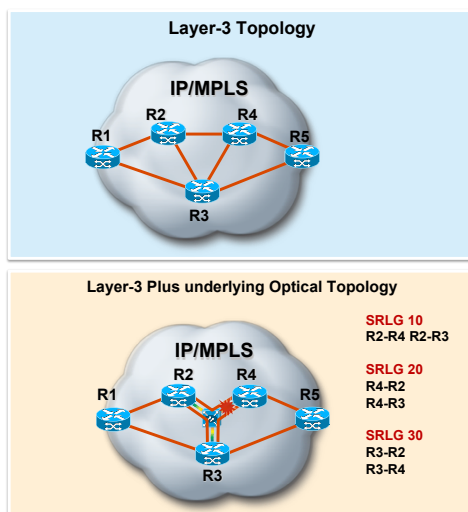 Layer-3 Topology
IP/MPLS
R2
R4
R1
R5
R3
Layer-3 Plus underlying Optical Topology
SRLG 10
R2-R4 R2-R3
IP/MPLS
R2
R4
SRLG 20
R4-R2
R4-R3
R1
R5
SRLG 30
R3-R2
R3-R4
R3